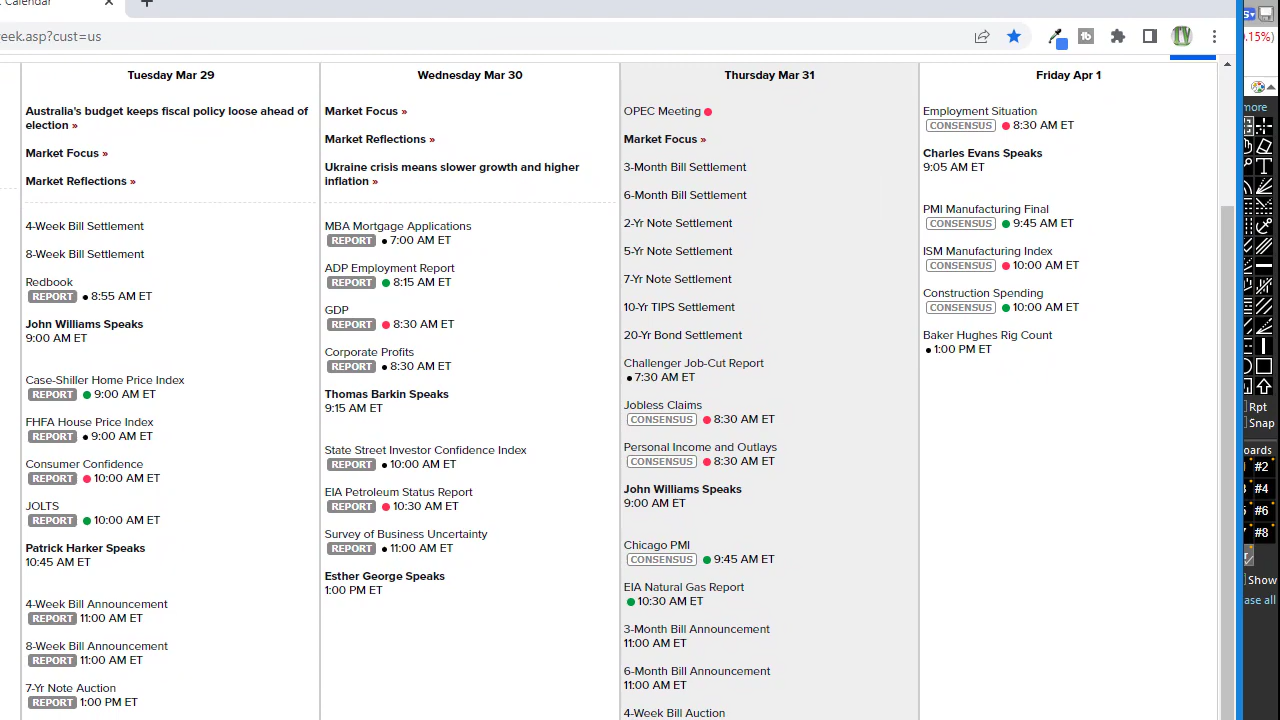 Calendar
eek.asp?cust=us
Tuesday Mar 29
Australia's budget keeps fiscal policy loose ahead of
election »
Market Focus »
Market Reflections »
4-Week Bill Settlement
8-Week Bill Settlement
Redbook
REPORT 8:55 AM ET
John Williams Speaks
9:00 AM ET
Case-Shiller Home Price Index
REPORT 9:00 AM ET
FHFA House Price Index
REPORT 9:00 AM ET
Consumer Confidence
REPORT 10:00 AM ET
JOLTS
REPORT 10:00 AM ET
Patrick Harker Speaks
10:45 AM ET
4-Week Bill Announcement
REPORT 11:00 AM ET
8-Week Bill Announcement
REPORT 11:00 AM ET
7-Yr Note Auction
REPORT 1:00 PM ET
Wednesday Mar 30
Market Focus »
Market Reflections »
Ukraine crisis means slower growth and higher
inflation »
MBA Mortgage Applications
REPORT 7:00 AM ET
ADP Employment Report
REPORT 8:15 AM ET
GDP
REPORT 8:30 AM ET
Corporate Profits
REPORT 8:30 AM ET
Thomas Barkin Speaks
9:15 AM ET
State Street Investor Confidence Index
REPORT 10:00 AM ET
EIA Petroleum Status Report
REPORT 10:30 AM ET
Survey of Business Uncertainty
REPORT 11:00 AM ET
Esther George Speaks
1:00 PM ET
Thursday Mar 31
OPEC Meeting
Market Focus »
3-Month Bill Settlement
6-Month Bill Settlement
2-Yr Note Settlement
5-Yr Note Settlement
7-Yr Note Settlement
10-Yr TIPS Settlement
20-Yr Bond Settlement
Challenger Job-Cut Report
7:30 AM ET
Jobless Claims
CONSENSUS 8:30 AM ET
Personal Income and Outlays
CONSENSUS 8:30 AM ET
John Williams Speaks
9:00 AM ET
Chicago PMI
CONSENSUS 9:45 AM ET
EIA Natural Gas Report
10:30 AM ET
3-Month Bill Announcement
11:00 AM ET
6-Month Bill Announcement
11:00 AM ET
4-Week Bill Auction
Friday Apr 1
Employment Situation
CONSENSUS 8:30 AM ET
Charles Evans Speaks
9:05 AM ET
PMI Manufacturing Final
CONSENSUS 9:45 AM ET
ISM Manufacturing Index
CONSENSUS 10:00 AM ET
Construction Spending
CONSENSUS 10:00 AM ET
Baker Hughes Rig Count
1:00 PM ET
.15%)
more
Rpt
Snap
oards
#2
#4
#6
#8
Show
ase all